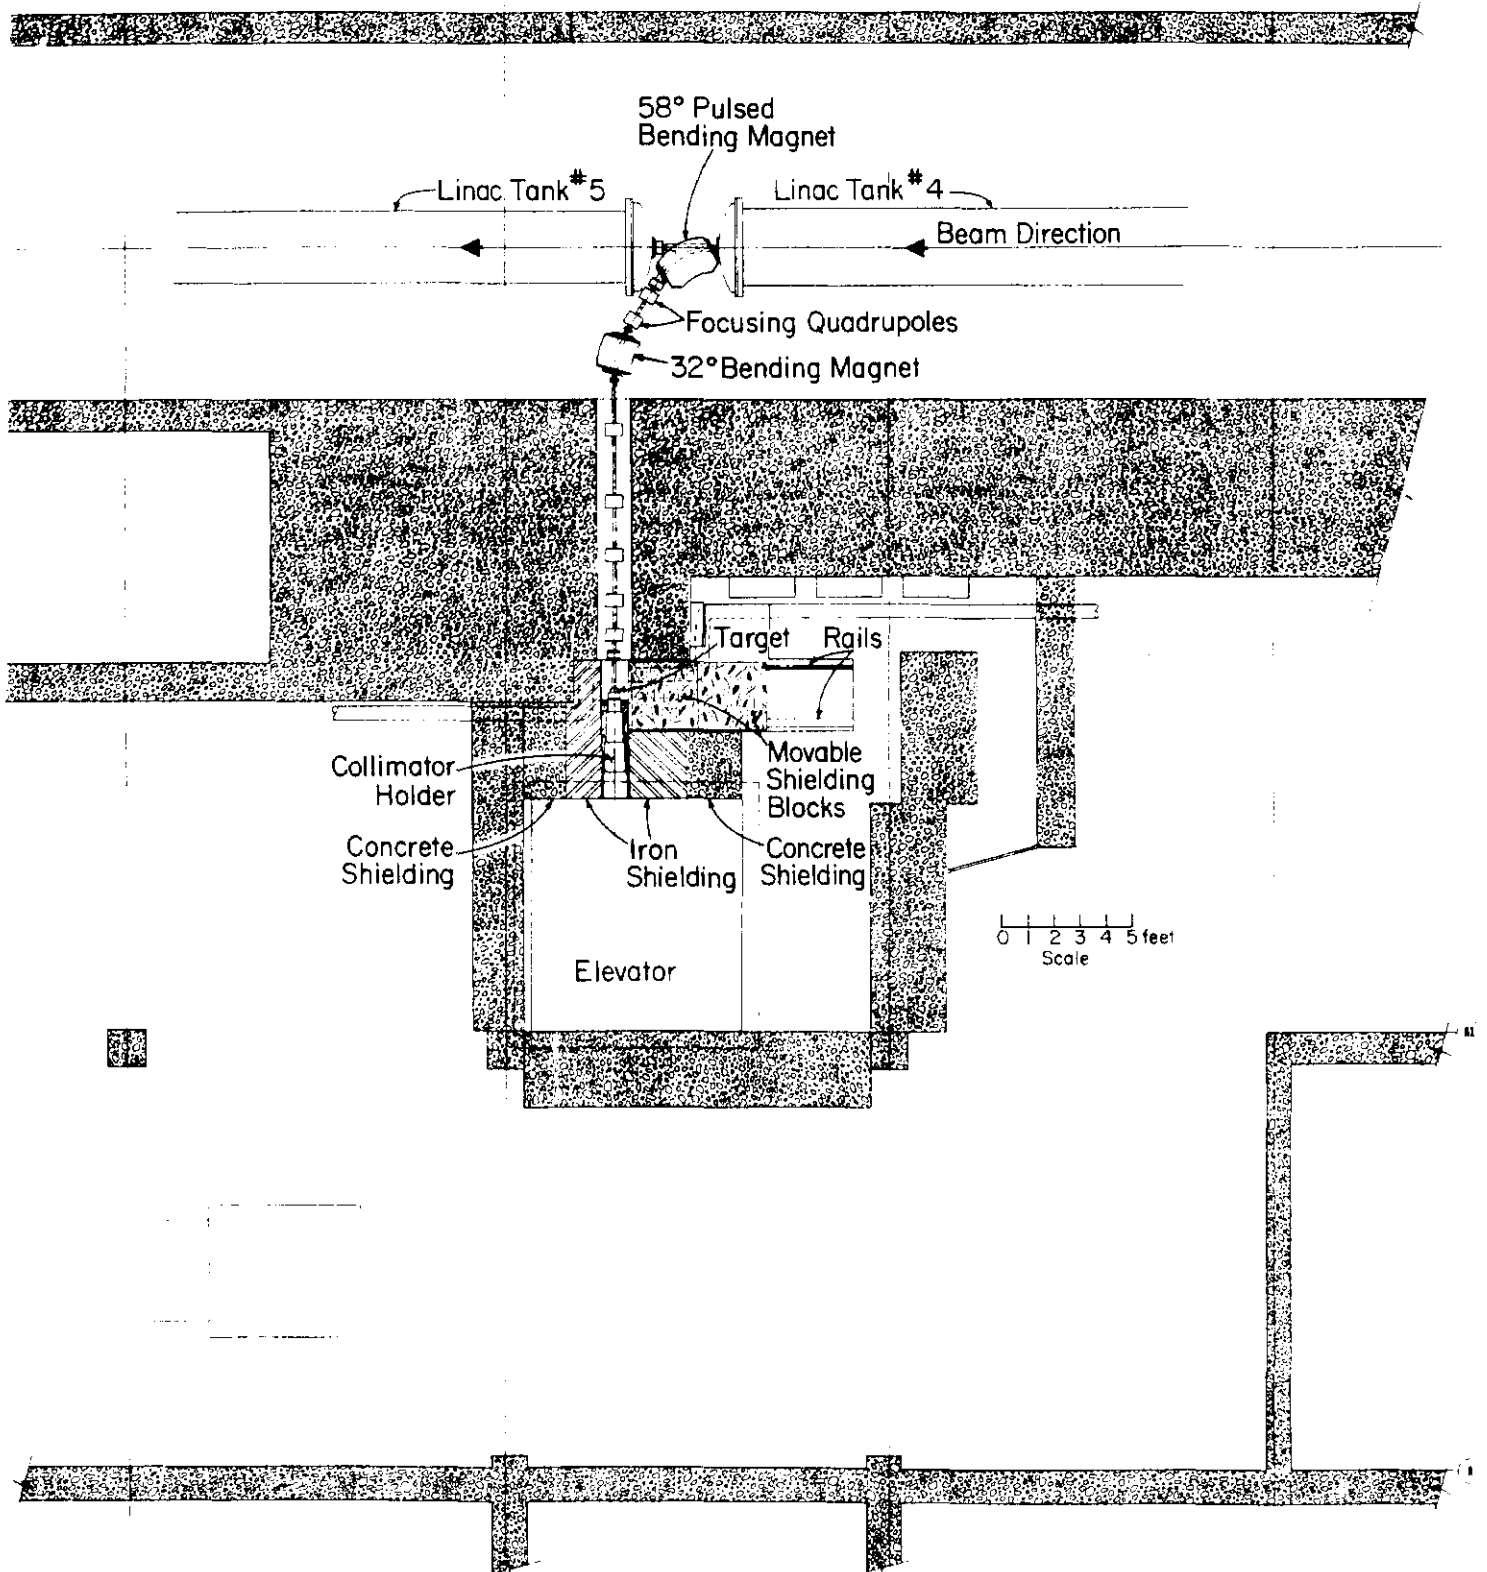 58° Pulsed
Bending Magnet
Linac Tank #5
Linac Tank #4
Beam Direction
Focusing Quadrupoles
32° Bending Magnet
Target
Rails
Collimator
Holder
Movable
Shielding
Blocks
Concrete
Shielding
Iron
Shielding
Concrete
Shielding
0 1 2 3 4 5 feet
Scale
Elevator